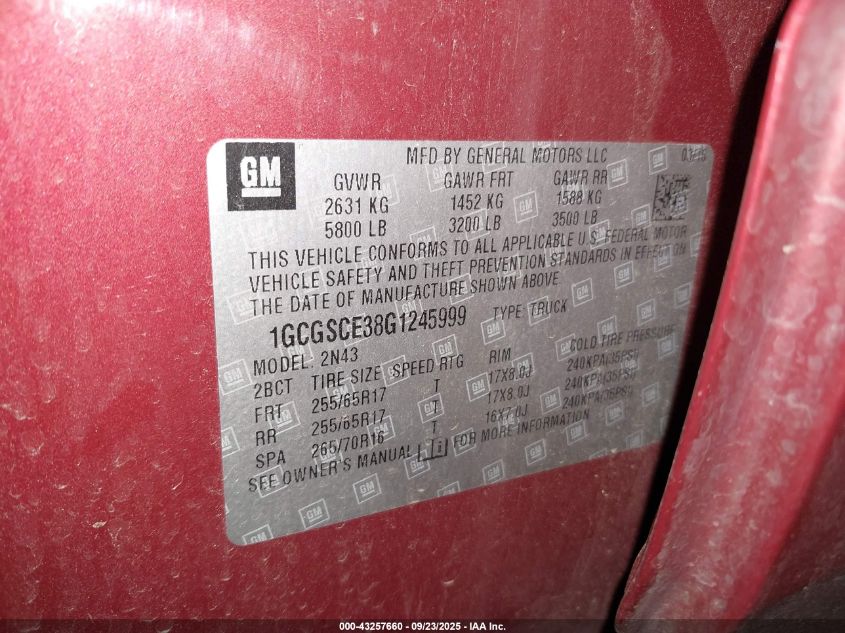 GM
MFD BY GENERAL MOTORS LLC
GVWR GAWR FRT GAWR RR
2631 KG 1452 KG 1588 KG
5800 LB 3200 LB 3500 LB
THIS VEHICLE CONFORMS TO ALL APPLICABLE U.S. FEDERAL MOTOR
VEHICLE SAFETY AND THEFT PREVENTION STANDARDS IN EFFECT ON
THE DATE OF MANUFACTURE SHOWN ABOVE.
1GCGSCE38G1245999 TYPE: TRUCK
MODEL: 2N43
2BCT TIRE SIZE SPEED RTG RIM COLD TIRE PRESSURE
FRT 255/65R17 T 17X8.0J 240KPA(35PSI)
RR 255/65R17 T 17X8.0J 240KPA(35PSI)
SPA 265/70R16 T 16X7.0J 240KPA(35PSI)
SEE OWNER'S MANUAL FOR MORE INFORMATION
000-43257660 - 09/23/2025 - IAA Inc.